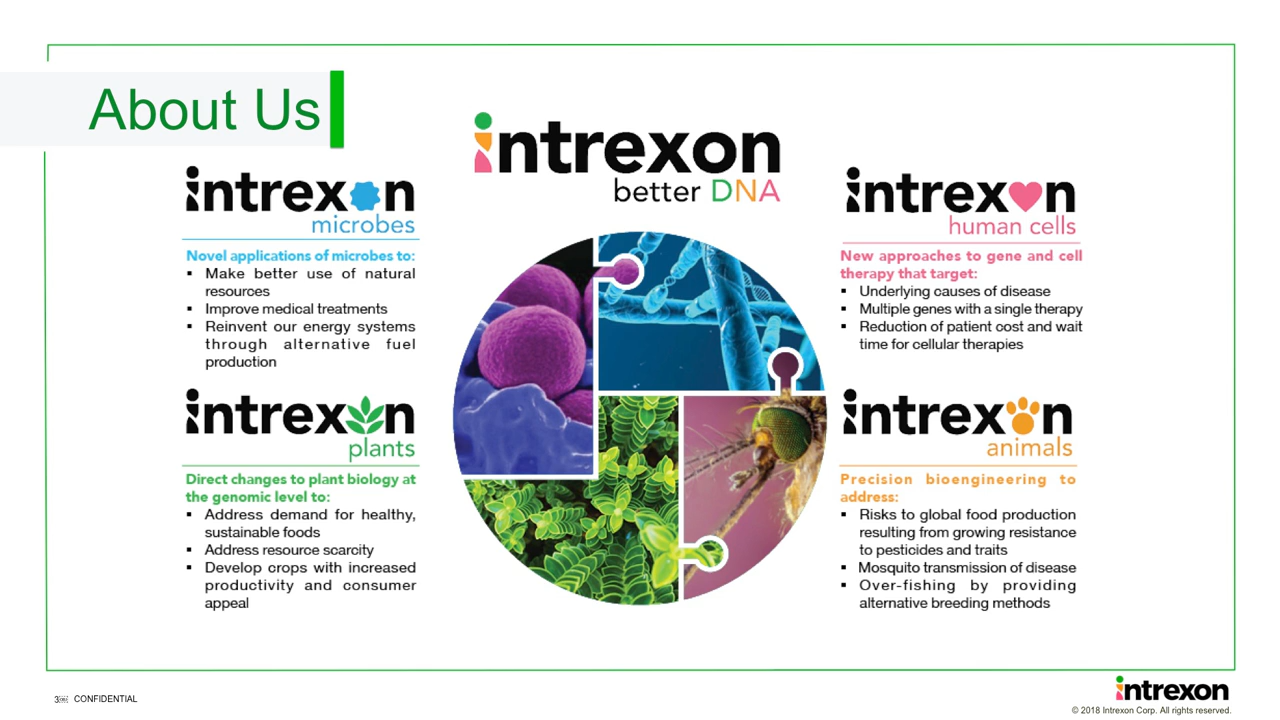 About Us
intrexon
better DNA
intrexon
microbes
Novel applications of microbes to:
▪ Make better use of natural
resources
▪ Improve medical treatments
▪ Reinvent our energy systems
through alternative fuel
production
intrexon
plants
Direct changes to plant biology at
the genomic level to:
▪ Address demand for healthy,
sustainable foods
▪ Address resource scarcity
▪ Develop crops with increased
productivity and consumer
appeal
intrexon
human cells
New approaches to gene and cell
therapy that target:
▪ Underlying causes of disease
▪ Multiple genes with a single therapy
▪ Reduction of patient cost and wait
time for cellular therapies
intrexon
animals
Precision bioengineering to
address:
▪ Risks to global food production
resulting from growing resistance
to pesticides and traits
▪ Mosquito transmission of disease
▪ Over-fishing by providing
alternative breeding methods
3 CONFIDENTIAL
intrexon
© 2018 Intrexon Corp. All rights reserved.